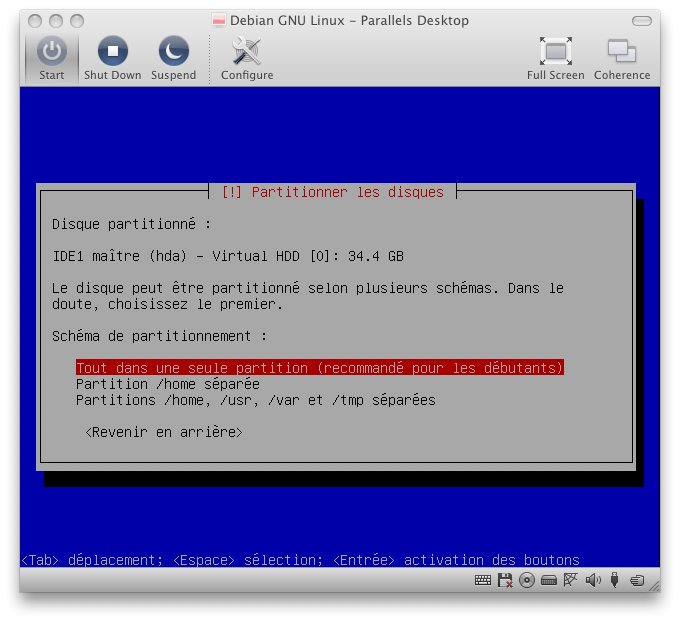 Debian GNU Linux – Parallels Desktop
Start Shut Down Suspend Configure Full Screen Coherence
[!] Partitionner les disques
Disque partitionné :
IDE1 maître (hda) – Virtual HDD [0]: 34.4 GB
Le disque peut être partitionné selon plusieurs schémas. Dans le
doute, choisissez le premier.
Schéma de partitionnement :
Tout dans une seule partition (recommandé pour les débutants)
Partition /home séparée
Partitions /home, /usr, /var et /tmp séparées
<Revenir en arrière>
<Tab> déplacement; <Espace> sélection; <Entrée> activation des boutons